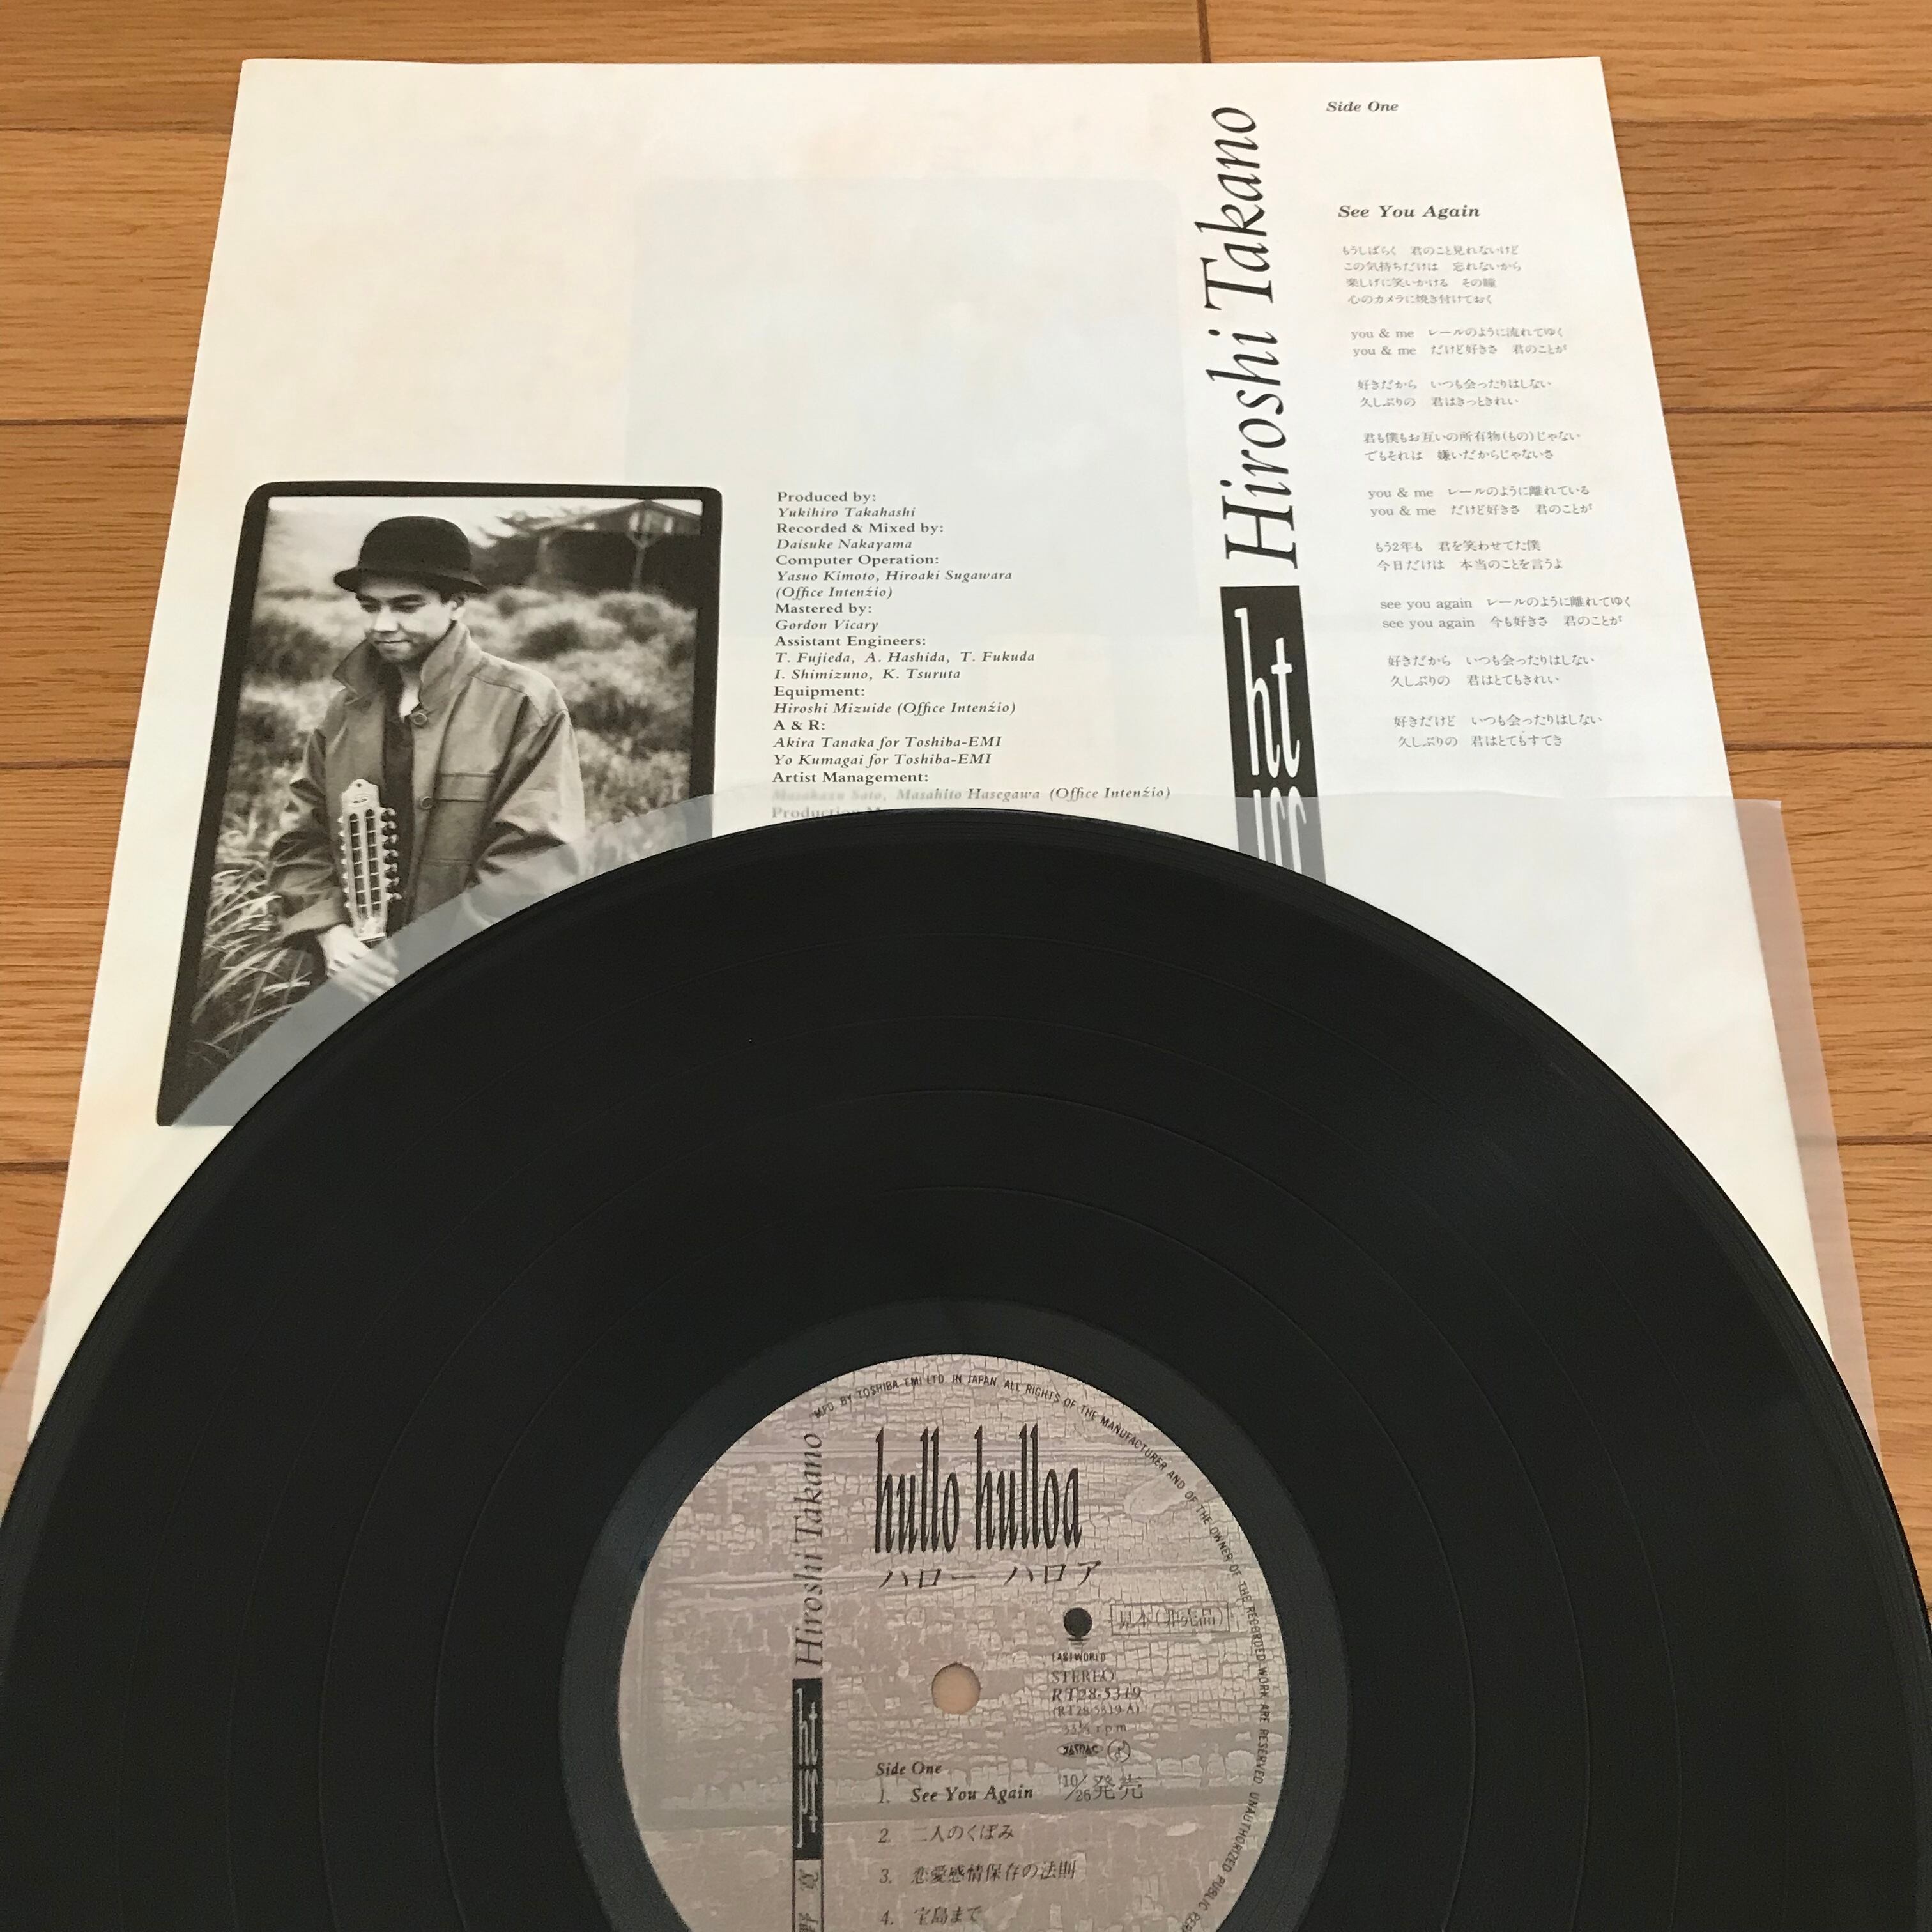 Side One
Hiroshi Takano
ht
See You Again
もうしばらく 君のこと見れないけど
この気持ちだけは 忘れないから
楽しげに笑いかける その瞳
心のカメラに焼き付けておく
you & me レールのように流れてゆく
you & me だけど好きさ 君のことが
好きだから いつも会ったりはしない
久しぶりの 君はきっときれい
君も僕もお互いの所有物(もの)じゃない
でもそれは 嫌いだからじゃないさ
you & me レールのように離れている
you & me だけど好きさ 君のことが
もう2年も 君を笑わせてた僕
今日だけは 本当のことを言うよ
see you again レールのように離れてゆく
see you again 今も好きさ 君のことが
好きだから いつも会ったりはしない
久しぶりの 君はとてもきれい
好きだけど いつも会ったりはしない
久しぶりの 君はとてもすてき
Produced by:
Yukihiro Takahashi
Recorded & Mixed by:
Daisuke Nakayama
Computer Operation:
Yasuo Kimoto, Hiroaki Sugawara
(Office Intenźio)
Mastered by:
Gordon Vicary
Assistant Engineers:
T. Fujieda, A. Hashida, T. Fukuda
I. Shimizuno, K. Tsuruta
Equipment:
Hiroshi Mizuide (Office Intenźio)
A & R:
Akira Tanaka for Toshiba-EMI
Yo Kumagai for Toshiba-EMI
Artist Management:
Masakazu Sato, Masahito Hasegawa (Office Intenźio)
Production
MFD. BY TOSHIBA EMI LTD. IN JAPAN. ALL RIGHTS OF THE MANUFACTURER AND OF THE OWNER OF THE RECORDED WORK ARE RESERVED. UNAUTHORIZED PUBLIC
Hiroshi Takano
ht
hullo hulloa
ハロー ハロア
見本(非売品)
EASTWORLD
STEREO
RT28-5319
(RT28-5319-A)
33⅓ rpm
JASRAC
Side One
1. See You Again
10/26発売
2. 二人のくぼみ
3. 恋愛感情保存の法則
4. 宝島まで